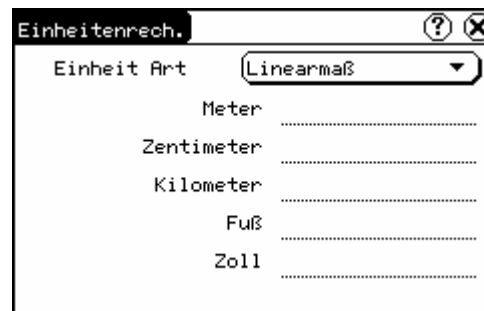 Einheitenrech. ?
Einheit Art Linearmaß
Meter
Zentimeter
Kilometer
Fuß
Zoll